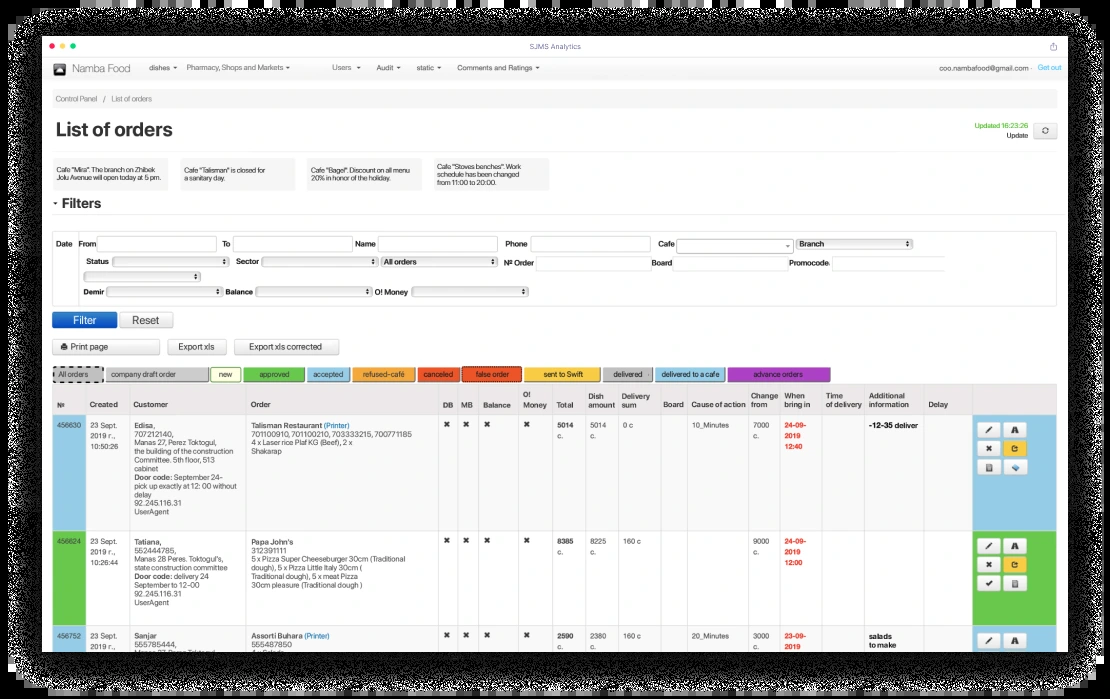 SJMS Analytics
Namba Food
dishes
Pharmacy, Shops and Markets
Users
Audit
static
Comments and Ratings
coo.nambafood@gmail.com
Get out
Control Panel / List of orders
List of orders
Updated 16:23:26
Update
Cafe "Mira". The branch on Zhibek
Jolu Avenue will open today at 5 pm.
Cafe "Talisman" is closed for
a sanitary day.
Cafe "Bagel". Discount on all menu
20% in honor of the holiday.
Cafe "Stoves benches". Work
schedule has been changed
from 11:00 to 20:00.
Filters
Date From To Name Phone Cafe Branch
Status Sector All orders № Order Board Promocode
Demir Balance O! Money
Filter Reset
Print page Export xls Export xls corrected
All orders company draft order new approved accepted refused-café canceled false order sent to Swift delivered delivered to a cafe advance orders
№ Created Customer Order DB MB Balance O! Money Total Dish amount Delivery sum Board Cause of action Change from When bring in Time of delivery Additional information Delay
456630
23 Sept.
2019 г.,
10:50:26
Edisa,
707212140,
Manas 27, Perez Toktogul,
the building of the construction
Committee. 5th floor, 513
cabinet
Door code: September 24-
pick up exactly at 12: 00 without
delay
92.245.116.31
UserAgent
Talisman Restaurant (Printer)
701100910, 701100210, 703333215, 700771185
4 x Laser rice Plaf KG (Beef), 2 x
Shakarap
5014
c.
5014
c.
0 c
10_Minutes
7000
c.
24-09-
2019
12:40
-12-35 deliver
456624
23 Sept.
2019 г.,
10:26:44
Tatiana,
552444785,
Manas 28 Peres. Toktogul's,
state construction committee
Door code: delivery 24
September to 12-00
92.245.116.31
UserAgent
Papa John's
312391111
5 x Pizza Super Cheeseburger 30cm (Traditional
dough), 5 x Pizza Little Italy 30cm (
Traditional dough), 5 x meat Pizza
30cm pleasure (Traditional dough )
8385
c.
8225
c.
160 c
9000
c.
24-09-
2019
12:00
456752
23 Sept.
2019 г.,
Sanjar
555785444,
Assorti Buhara (Printer)
555487850
2590
c.
2380
c.
160 c
20_Minutes
3000
c.
23-09-
2019
salads
to make